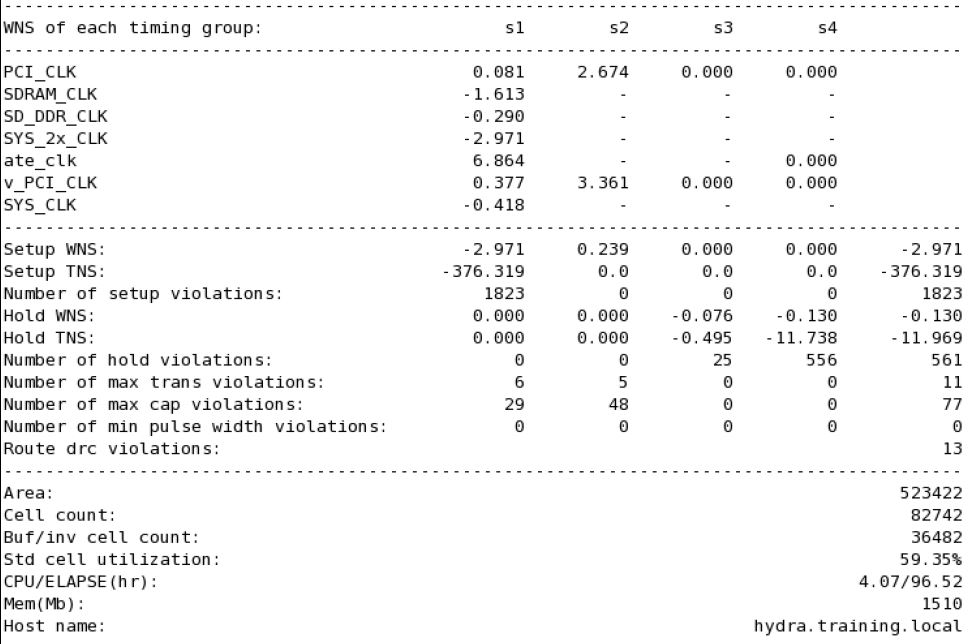 WNS of each timing group: s1 s2 s3 s4
PCI_CLK 0.081 2.674 0.000 0.000
SDRAM_CLK -1.613 - - -
SD_DDR_CLK -0.290 - - -
SYS_2x_CLK -2.971 - - -
ate_clk 6.864 - - 0.000
v_PCI_CLK 0.377 3.361 0.000 0.000
SYS_CLK -0.418 - - -
Setup WNS: -2.971 0.239 0.000 0.000 -2.971
Setup TNS: -376.319 0.0 0.0 0.0 -376.319
Number of setup violations: 1823 0 0 0 1823
Hold WNS: 0.000 0.000 -0.076 -0.130 -0.130
Hold TNS: 0.000 0.000 -0.495 -11.738 -11.969
Number of hold violations: 0 0 25 556 561
Number of max trans violations: 6 5 0 0 11
Number of max cap violations: 29 48 0 0 77
Number of min pulse width violations: 0 0 0 0 0
Route drc violations: 13
Area: 523422
Cell count: 82742
Buf/inv cell count: 36482
Std cell utilization: 59.35%
CPU/ELAPSE(hr): 4.07/96.52
Mem(Mb): 1510
Host name: hydra.training.local